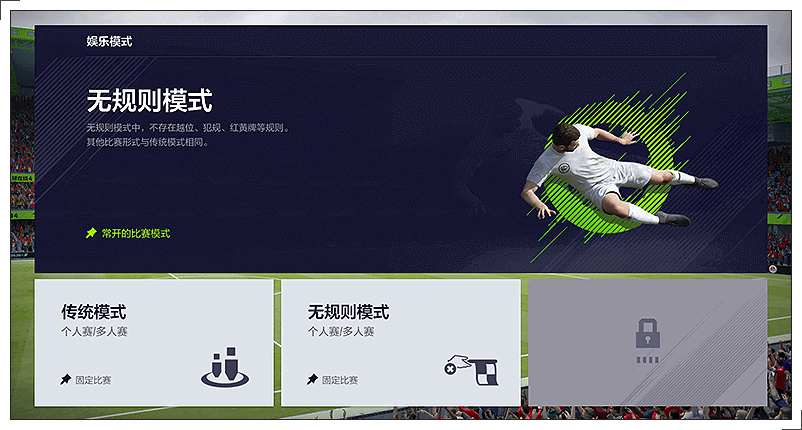 娱乐模式
无规则模式
无规则模式中，不存在越位、犯规、红黄牌等规则。
其他比赛形式与传统模式相同。
常开的比赛模式
传统模式
个人赛/多人赛
固定比赛
无规则模式
个人赛/多人赛
固定比赛